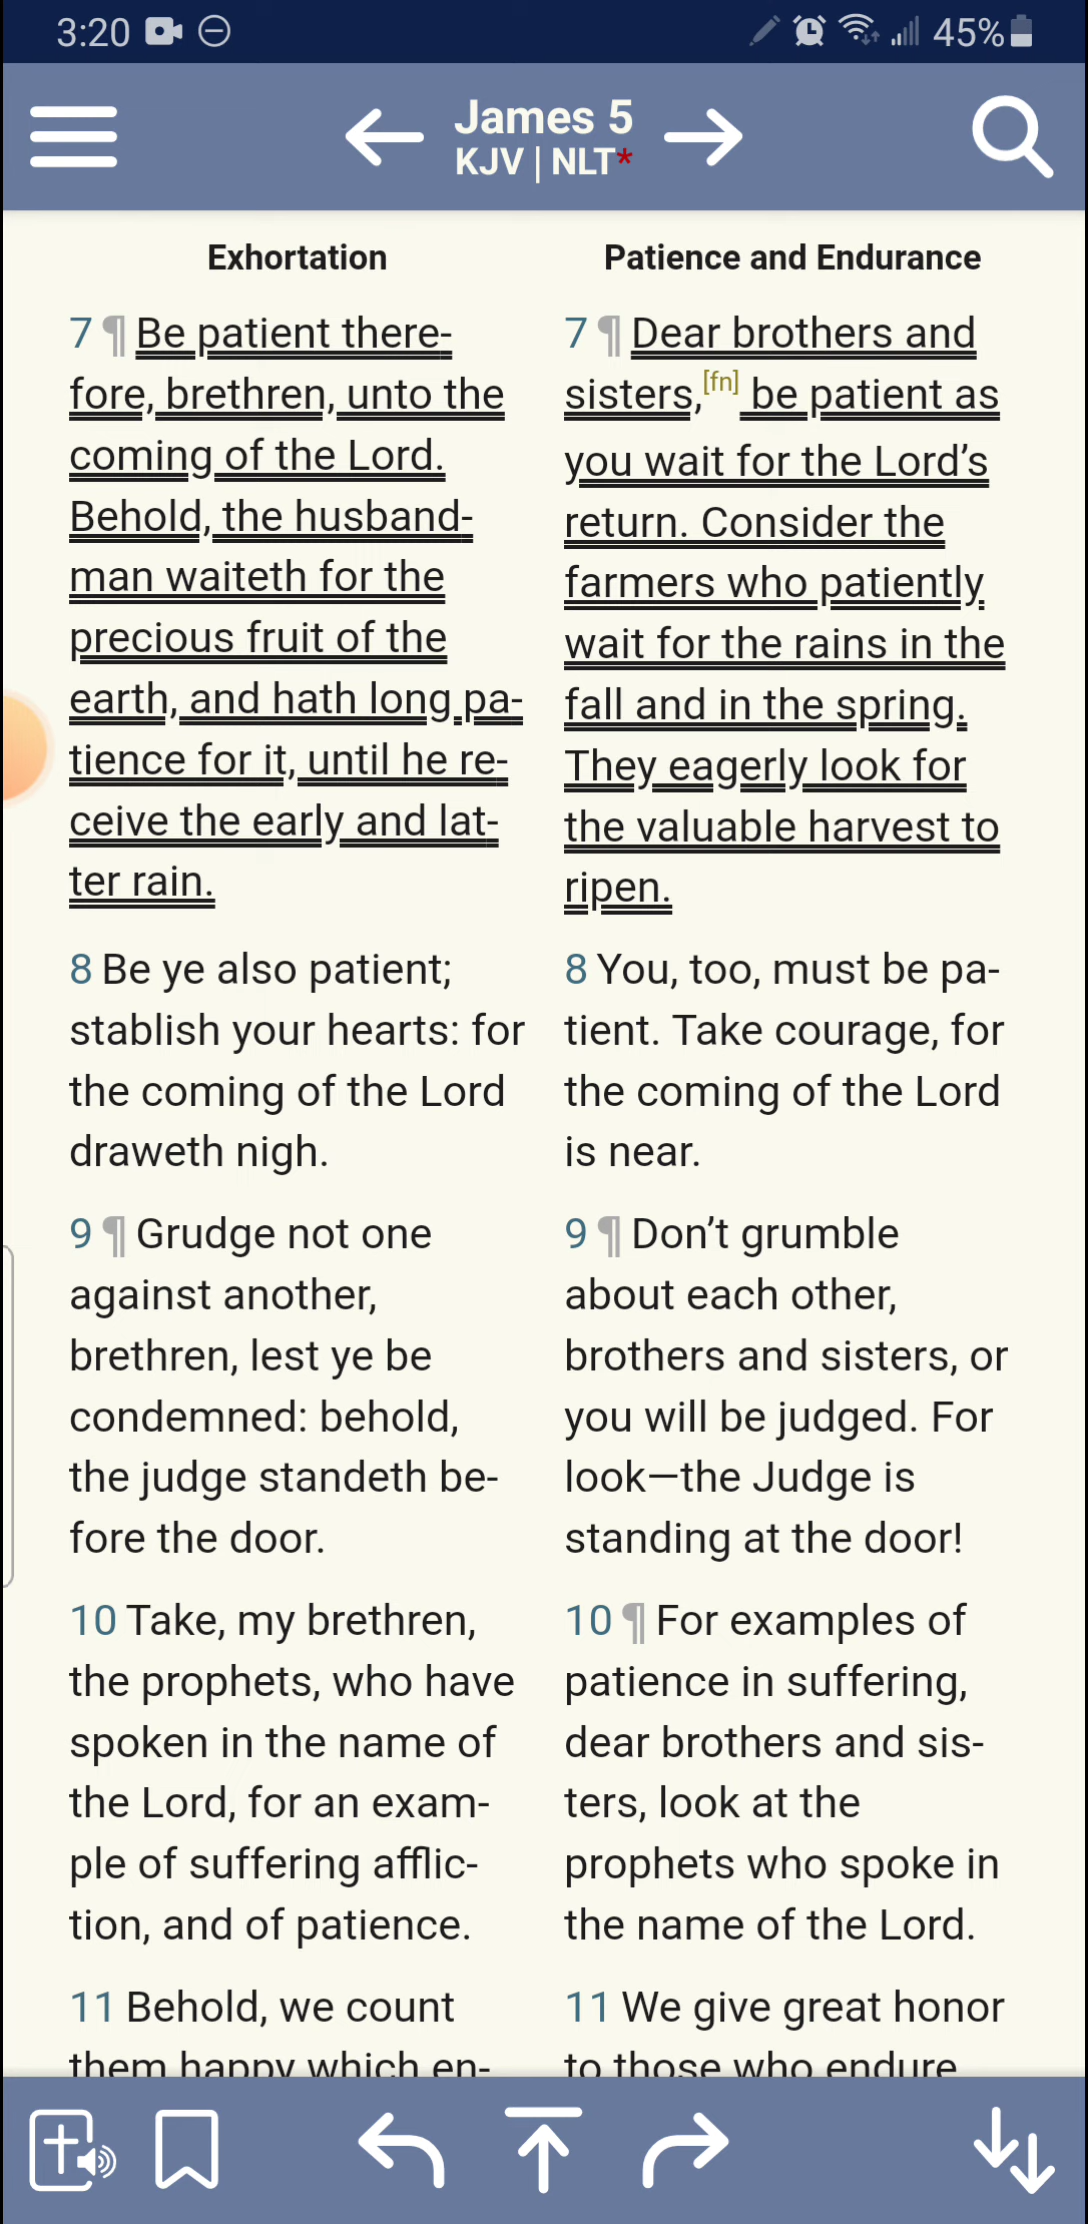 3:20
45%
James 5
KJV | NLT*
Exhortation
7 ¶ Be patient there-
fore, brethren, unto the
coming of the Lord.
Behold, the husband-
man waiteth for the
precious fruit of the
earth, and hath long pa-
tience for it, until he re-
ceive the early and lat-
ter rain.
8 Be ye also patient;
stablish your hearts: for
the coming of the Lord
draweth nigh.
9 ¶ Grudge not one
against another,
brethren, lest ye be
condemned: behold,
the judge standeth be-
fore the door.
10 Take, my brethren,
the prophets, who have
spoken in the name of
the Lord, for an exam-
ple of suffering afflic-
tion, and of patience.
11 Behold, we count
them happy which en-
Patience and Endurance
7 ¶ Dear brothers and
sisters,[fn] be patient as
you wait for the Lord’s
return. Consider the
farmers who patiently
wait for the rains in the
fall and in the spring.
They eagerly look for
the valuable harvest to
ripen.
8 You, too, must be pa-
tient. Take courage, for
the coming of the Lord
is near.
9 ¶ Don’t grumble
about each other,
brothers and sisters, or
you will be judged. For
look—the Judge is
standing at the door!
10 ¶ For examples of
patience in suffering,
dear brothers and sis-
ters, look at the
prophets who spoke in
the name of the Lord.
11 We give great honor
to those who endure